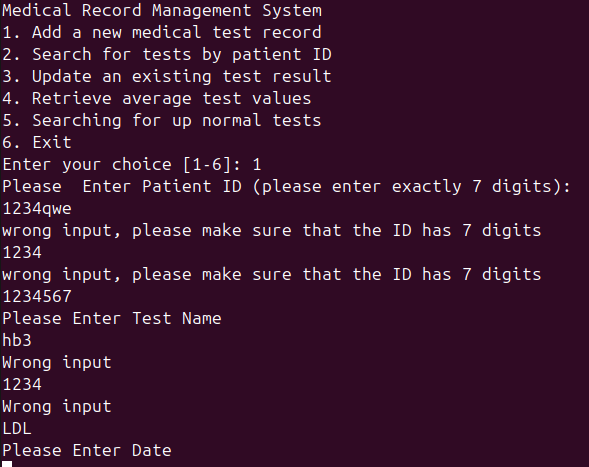 Medical Record Management System
1. Add a new medical test record
2. Search for tests by patient ID
3. Update an existing test result
4. Retrieve average test values
5. Searching for up normal tests
6. Exit
Enter your choice [1-6]: 1
Please  Enter Patient ID (please enter exactly 7 digits):
1234qwe
wrong input, please make sure that the ID has 7 digits
1234
wrong input, please make sure that the ID has 7 digits
1234567
Please Enter Test Name
hb3
Wrong input
1234
Wrong input
LDL
Please Enter Date